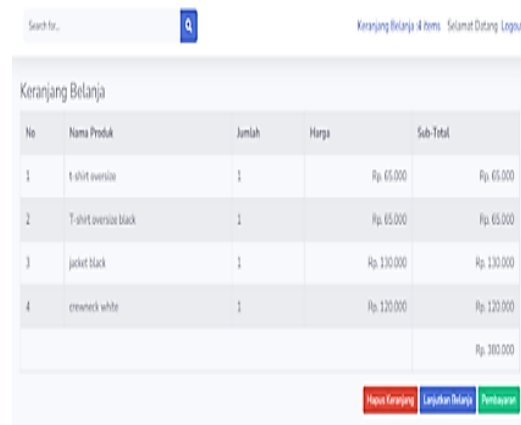 Search for...
Keranjang Belanja :4 items Selamat Datang Logou
Keranjang Belanja
No Nama Produk Jumlah Harga Sub-Total
1 t-shirt oversize 1 Rp. 65.000 Rp. 65.000
2 T-shirt oversize black 1 Rp. 65.000 Rp. 65.000
3 jacket black 1 Rp. 130.000 Rp. 130.000
4 crewneck white 1 Rp. 120.000 Rp. 120.000
Rp. 380.000
Hapus Keranjang Lanjutkan Belanja Pembayaran